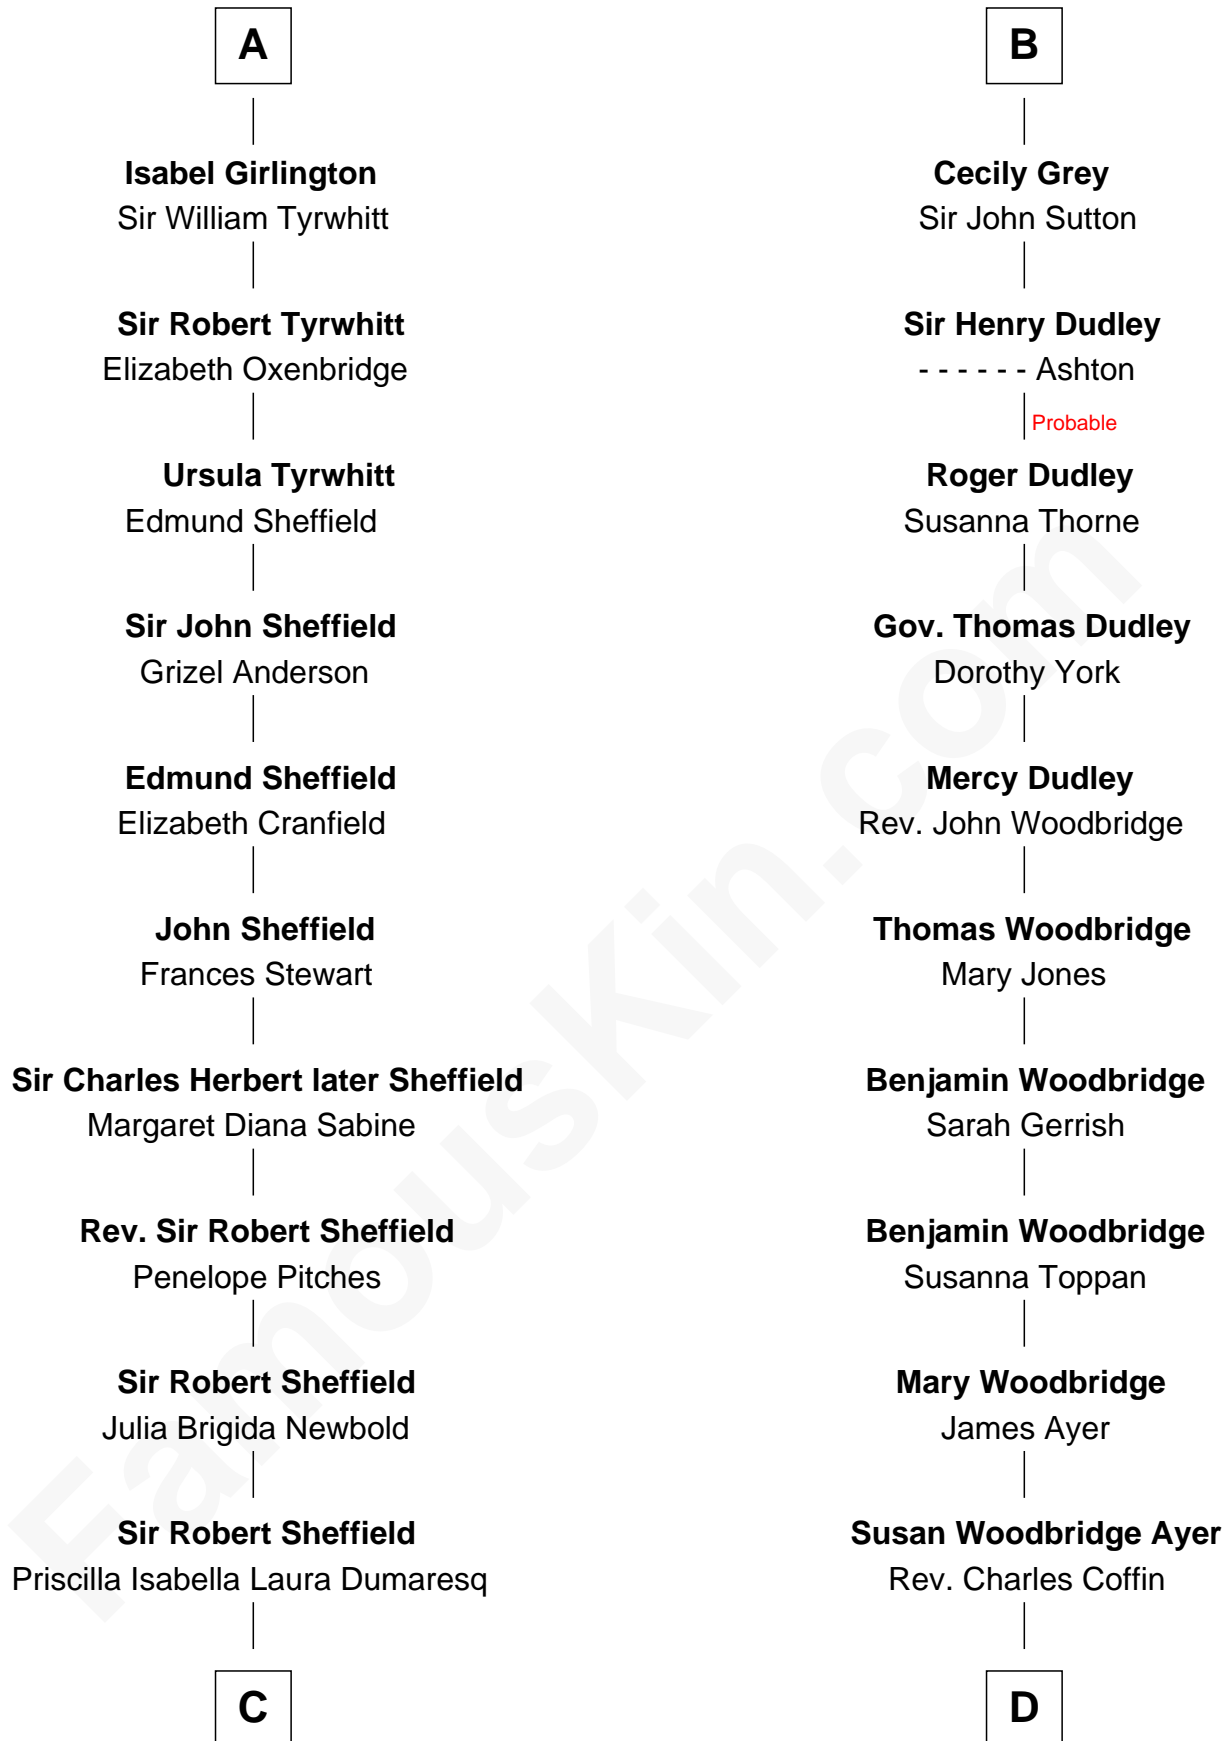 A
Isabel Girlington
Sir William Tyrwhitt
Sir Robert Tyrwhitt
Elizabeth Oxenbridge
Ursula Tyrwhitt
Edmund Sheffield
Sir John Sheffield
Grizel Anderson
Edmund Sheffield
Elizabeth Cranfield
John Sheffield
Frances Stewart
Sir Charles Herbert later Sheffield
Margaret Diana Sabine
Rev. Sir Robert Sheffield
Penelope Pitches
Sir Robert Sheffield
Julia Brigida Newbold
Sir Robert Sheffield
Priscilla Isabella Laura Dumaresq
C
B
Cecily Grey
Sir John Sutton
Sir Henry Dudley
- - - - - - Ashton
Probable
Roger Dudley
Susanna Thorne
Gov. Thomas Dudley
Dorothy York
Mercy Dudley
Rev. John Woodbridge
Thomas Woodbridge
Mary Jones
Benjamin Woodbridge
Sarah Gerrish
Benjamin Woodbridge
Susanna Toppan
Mary Woodbridge
James Ayer
Susan Woodbridge Ayer
Rev. Charles Coffin
D
FamousKin.com